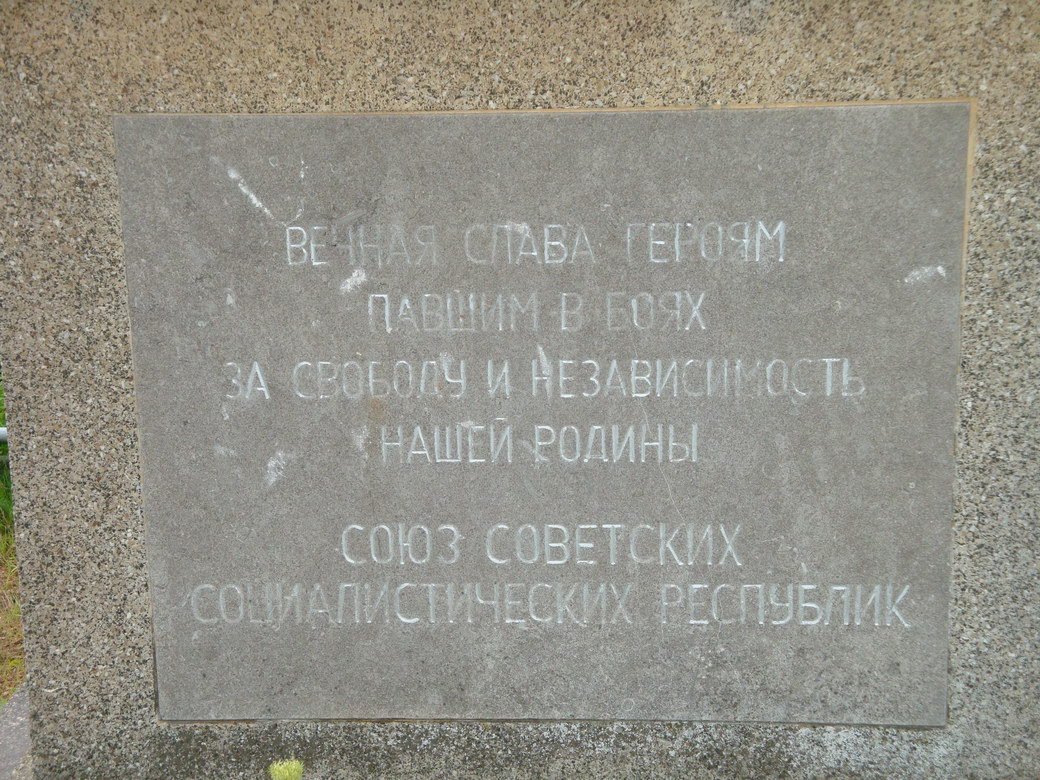 ВЕЧНАЯ СЛАВА ГЕРОЯМ
ПАВШИМ В БОЯХ
ЗА СВОБОДУ И НЕЗАВИСИМОСТЬ
НАШЕЙ РОДИНЫ
СОЮЗ СОВЕТСКИХ
СОЦИАЛИСТИЧЕСКИХ РЕСПУБЛИК